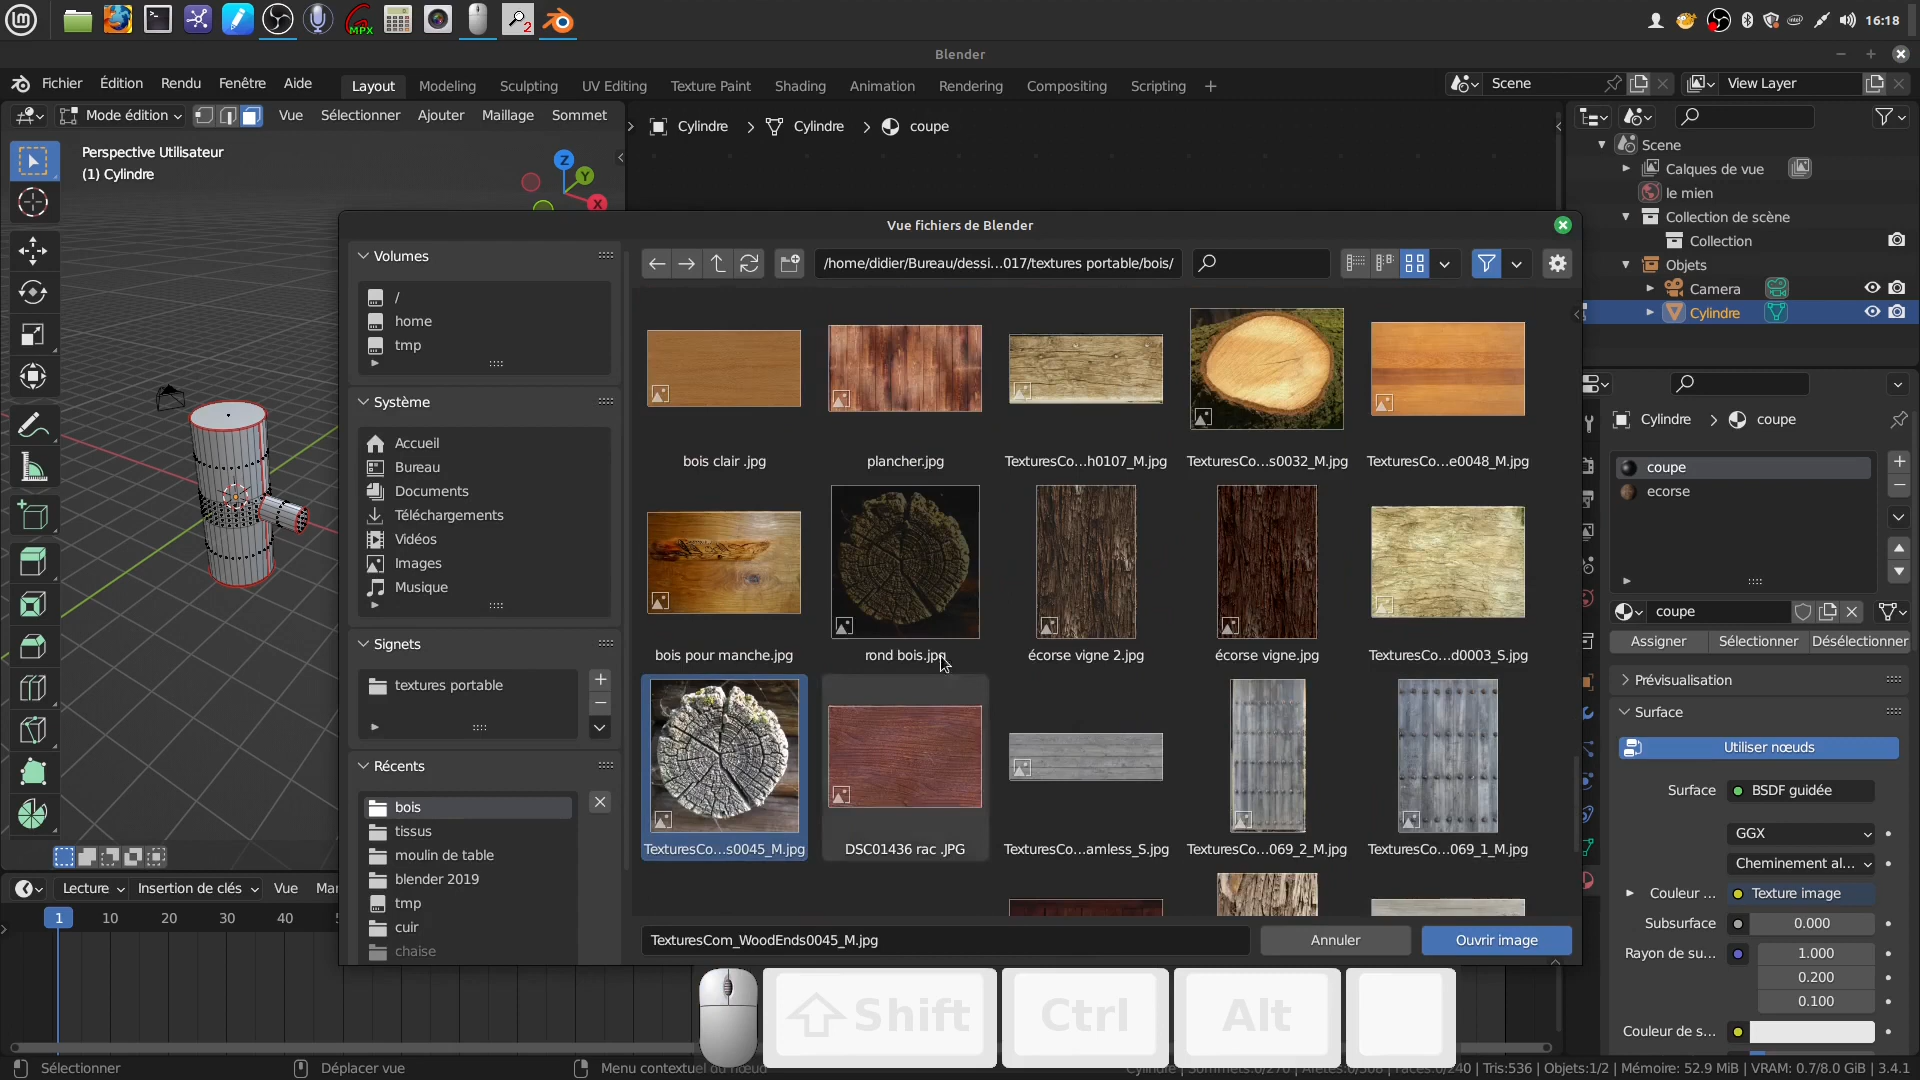 MPX
2
16:18
Blender
Fichier Édition Rendu Fenêtre Aide
Layout Modeling Sculpting UV Editing Texture Paint Shading Animation Rendering Compositing Scripting +
Scene
View Layer
Mode édition Vue Sélectionner Ajouter Maillage Sommet
Cylindre > Cylindre > coupe
Perspective Utilisateur
(1) Cylindre
Z
Y
X
Scene
Calques de vue
le mien
Collection de scène
Collection
Objets
Camera
Cylindre
Vue fichiers de Blender
Volumes
/
home
tmp
Système
Accueil
Bureau
Documents
Téléchargements
Vidéos
Images
Musique
Signets
textures portable
Récents
bois
tissus
moulin de table
blender 2019
tmp
cuir
chaise
/home/didier/Bureau/dessi...017/textures portable/bois/
bois clair .jpg
plancher.jpg
TexturesCo...h0107_M.jpg
TexturesCo...s0032_M.jpg
TexturesCo...e0048_M.jpg
bois pour manche.jpg
rond bois.jpg
écorse vigne 2.jpg
écorse vigne.jpg
TexturesCo...d0003_S.jpg
TexturesCo...s0045_M.jpg
DSC01436 rac .JPG
TexturesCo...amless_S.jpg
TexturesCo...069_2_M.jpg
TexturesCo...069_1_M.jpg
TexturesCom_WoodEnds0045_M.jpg
Annuler
Ouvrir image
Cylindre > coupe
coupe
ecorse
coupe
Assigner Sélectionner Désélectionner
Prévisualisation
Surface
Utiliser nœuds
Surface BSDF guidée
GGX
Cheminement al...
Couleur ... Texture image
Subsurface 0.000
Rayon de su... 1.000
0.200
0.100
Couleur de s...
Lecture Insertion de clés Vue Mar
1 10 20 30 40
Shift Ctrl Alt
Sélectionner
Déplacer vue
Menu contextuel
Tris:536 | Objets:1/2 | Mémoire: 52.9 MiB | VRAM: 0.7/8.0 GiB | 3.4.1